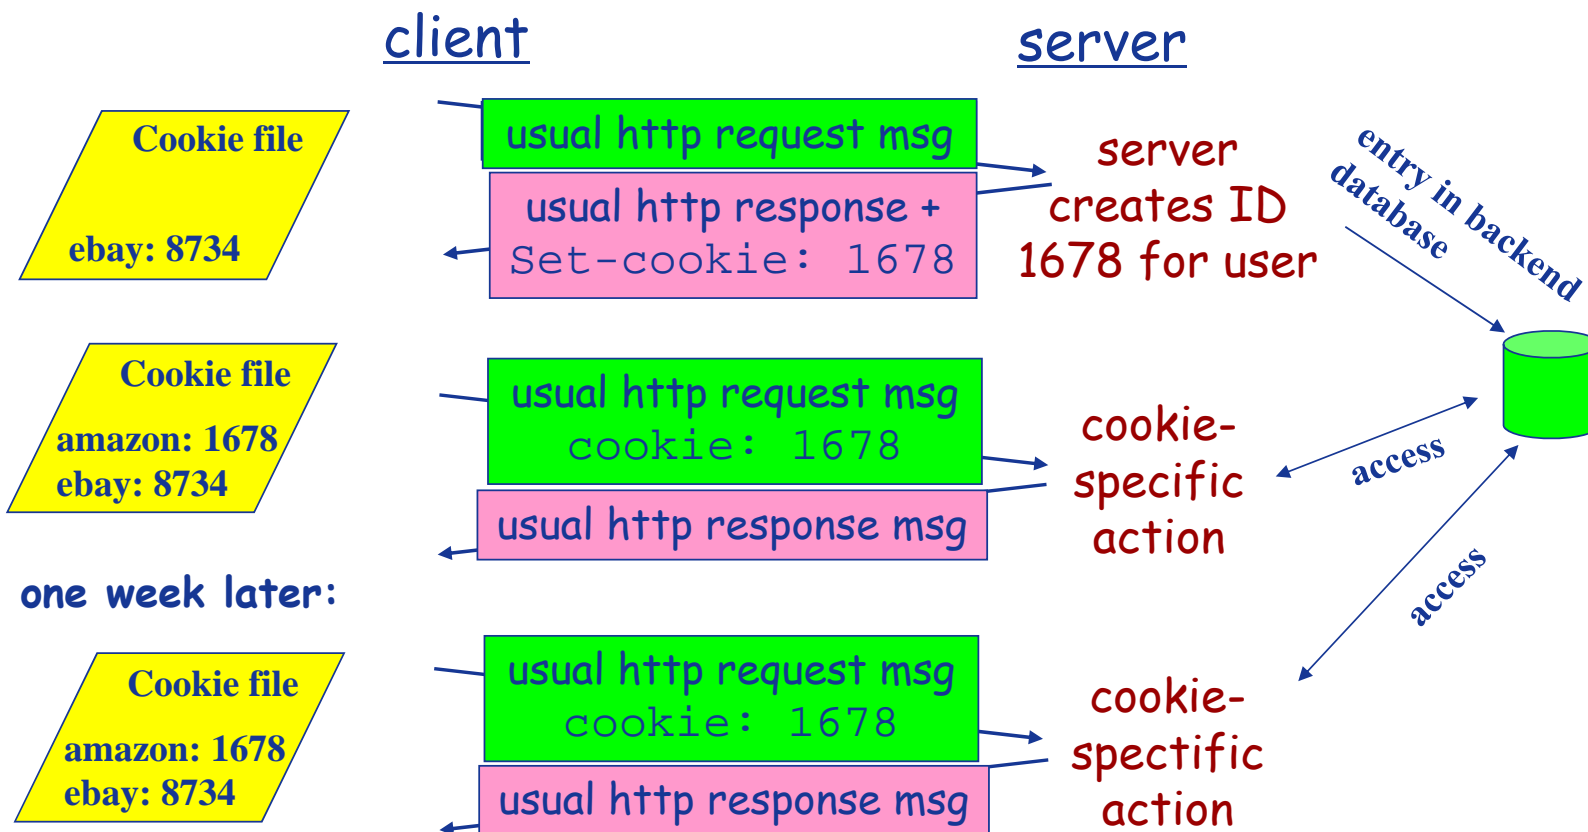 client
server
Cookie file
ebay: 8734
usual http request msg
usual http response +
Set-cookie: 1678
server
creates ID
1678 for user
entry in backend
database
Cookie file
amazon: 1678
ebay: 8734
usual http request msg
cookie: 1678
usual http response msg
cookie-
specific
action
access
access
one week later:
Cookie file
amazon: 1678
ebay: 8734
usual http request msg
cookie: 1678
usual http response msg
cookie-
spectific
action